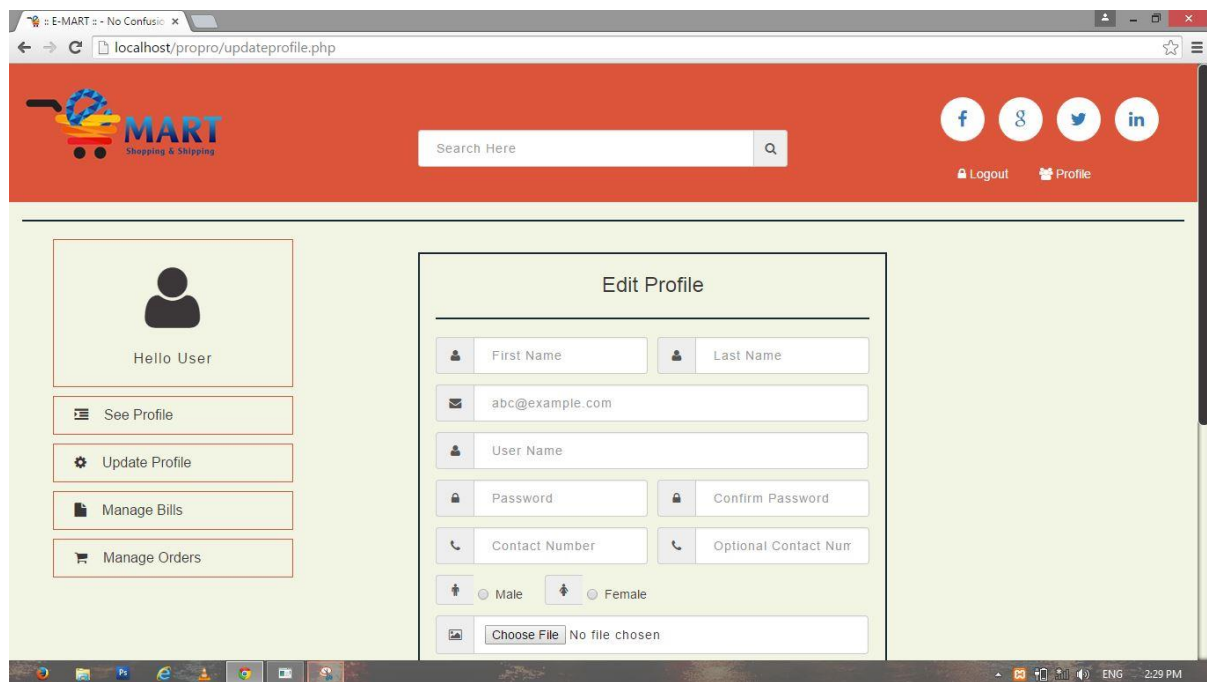 :: E-MART :: - No Confusio
localhost/propro/updateprofile.php
MART
Shopping & Shipping
Search Here
f
8
in
Logout
Profile
Hello User
See Profile
Update Profile
Manage Bills
Manage Orders
Edit Profile
First Name
Last Name
abc@example.com
User Name
Password
Confirm Password
Contact Number
Optional Contact Num
Male
Female
Choose File No file chosen
Ps
ENG
2:29 PM